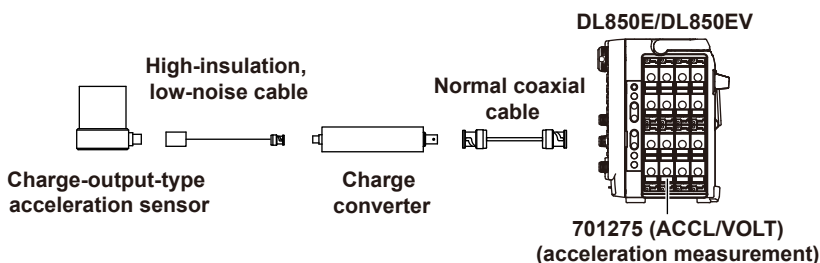 DL850E/DL850EV
High-insulation,
low-noise cable
Normal coaxial
cable
Charge-output-type
acceleration sensor
Charge
converter
701275 (ACCL/VOLT)
(acceleration measurement)